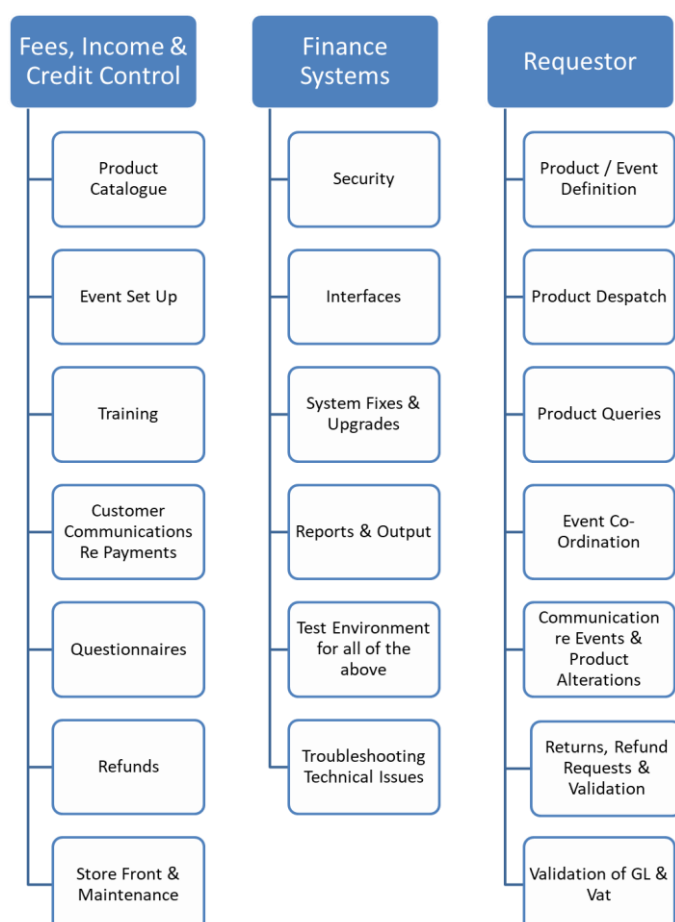 Fees, Income &
Credit Control
Product
Catalogue
Event Set Up
Training
Customer
Communications
Re Payments
Questionnaires
Refunds
Store Front &
Maintenance
Finance
Systems
Security
Interfaces
System Fixes &
Upgrades
Reports & Output
Test Environment
for all of the
above
Troubleshooting
Technical Issues
Requestor
Product / Event
Definition
Product Despatch
Product Queries
Event Co-
Ordination
Communication
re Events &
Product
Alterations
Returns, Refund
Requests &
Validation
Validation of GL &
Vat